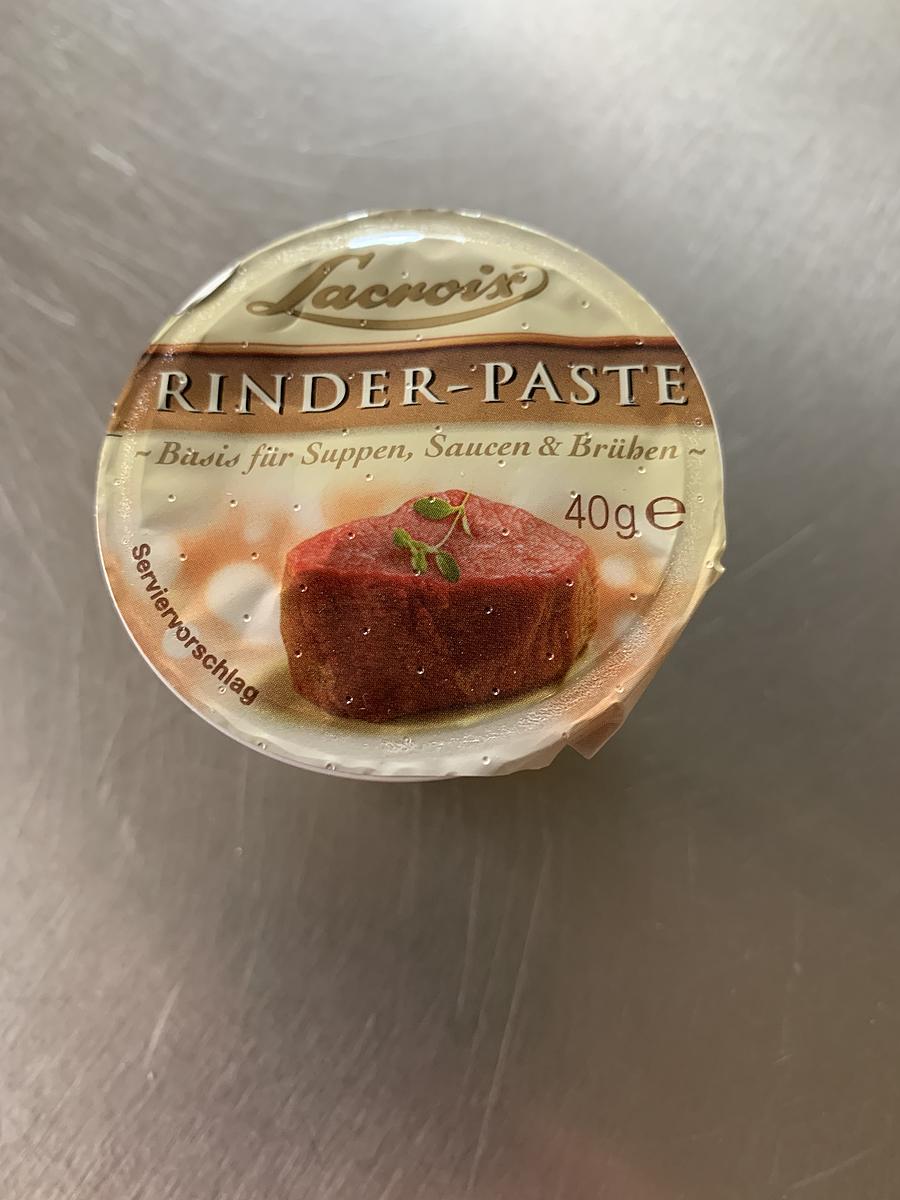 Lacroix
RINDER-PASTE
~ Basis für Suppen, Saucen & Brühen ~
40g ℮
Serviervorschlag